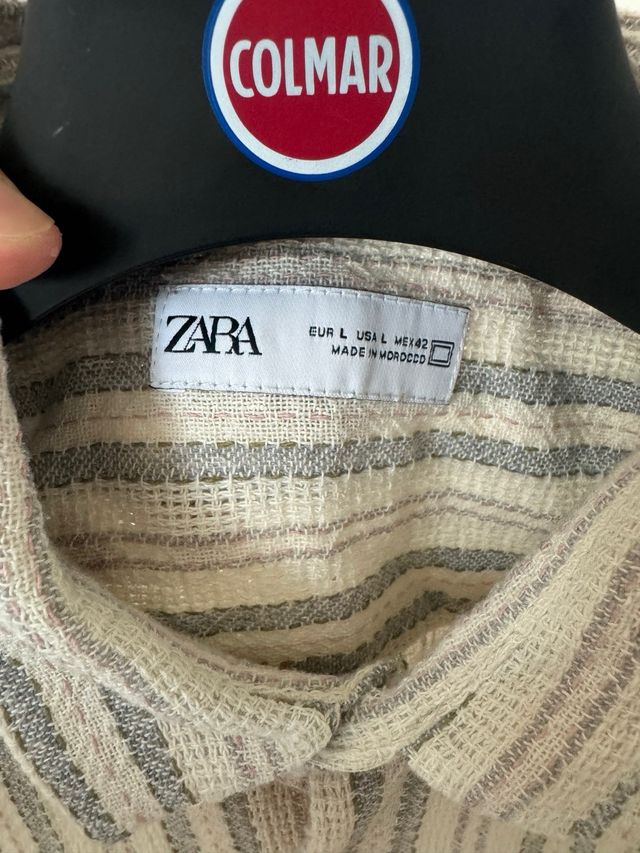 COLMAR
ZARA
EUR L USA L MEX 42
MADE IN MOROCCO